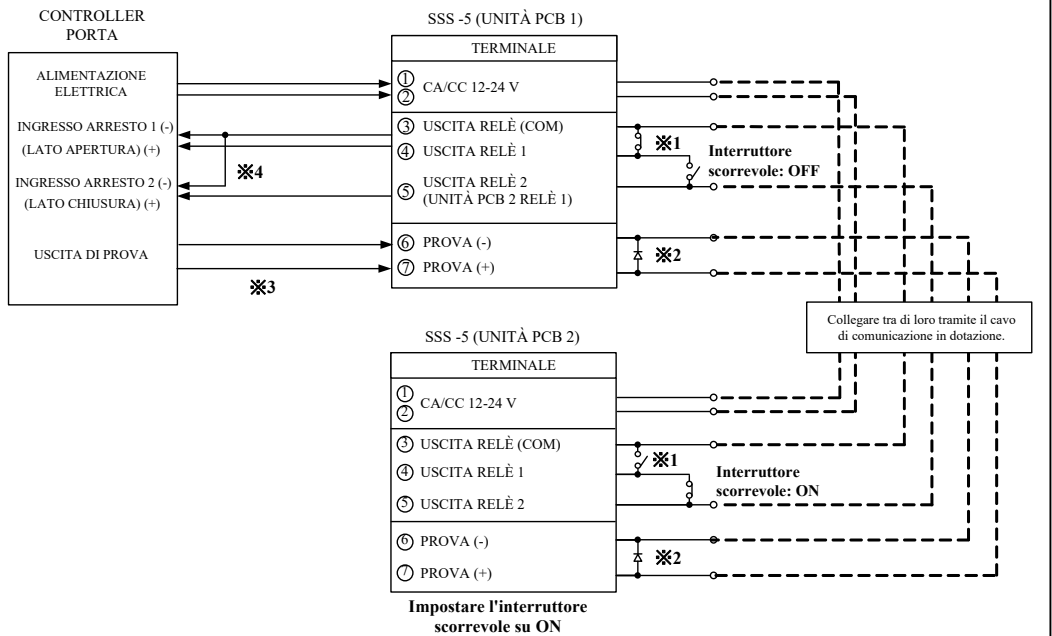 CONTROLLER
PORTA
ALIMENTAZIONE
ELETTRICA
INGRESSO ARRESTO 1 (-)
(LATO APERTURA) (+)
INGRESSO ARRESTO 2 (-)
(LATO CHIUSURA) (+)
USCITA DI PROVA
※4
※3
SSS -5 (UNITÀ PCB 1)
TERMINALE
①
② CA/CC 12-24 V
③ USCITA RELÈ (COM)
④ USCITA RELÈ 1
⑤ USCITA RELÈ 2
(UNITÀ PCB 2 RELÈ 1)
⑥ PROVA (-)
⑦ PROVA (+)
※1
Interruttore
scorrevole: OFF
※2
Collegare tra di loro tramite il cavo
di comunicazione in dotazione.
SSS -5 (UNITÀ PCB 2)
TERMINALE
①
② CA/CC 12-24 V
③ USCITA RELÈ (COM)
④ USCITA RELÈ 1
⑤ USCITA RELÈ 2
⑥ PROVA (-)
⑦ PROVA (+)
※1
Interruttore
scorrevole: ON
※2
Impostare l'interruttore
scorrevole su ON